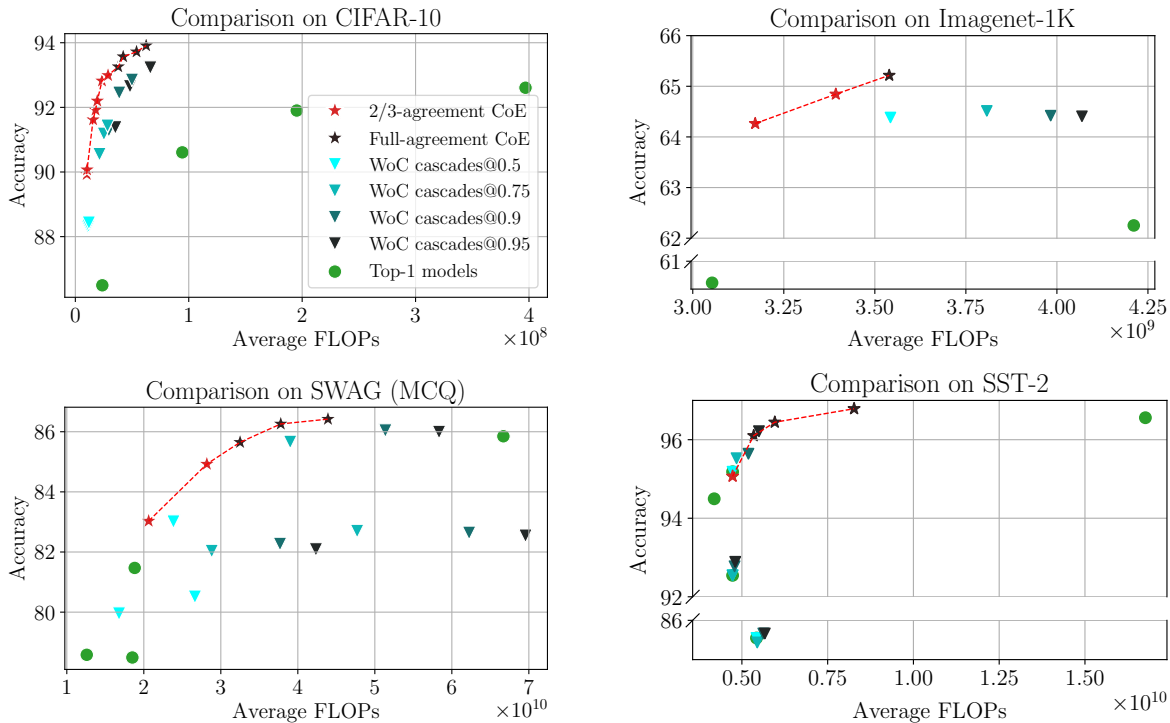 Comparison on CIFAR-10
94
92
90
88
Accuracy
0
1
2
3
4
×10^8
Average FLOPs
2/3-agreement CoE
Full-agreement CoE
WoC cascades@0.5
WoC cascades@0.75
WoC cascades@0.9
WoC cascades@0.95
Top-1 models
Comparison on Imagenet-1K
66
65
64
63
62
61
Accuracy
3.00
3.25
3.50
3.75
4.00
4.25
×10^9
Average FLOPs
Comparison on SWAG (MCQ)
86
84
82
80
Accuracy
1
2
3
4
5
6
7
×10^10
Average FLOPs
Comparison on SST-2
96
94
92
86
Accuracy
0.50
0.75
1.00
1.25
1.50
×10^10
Average FLOPs